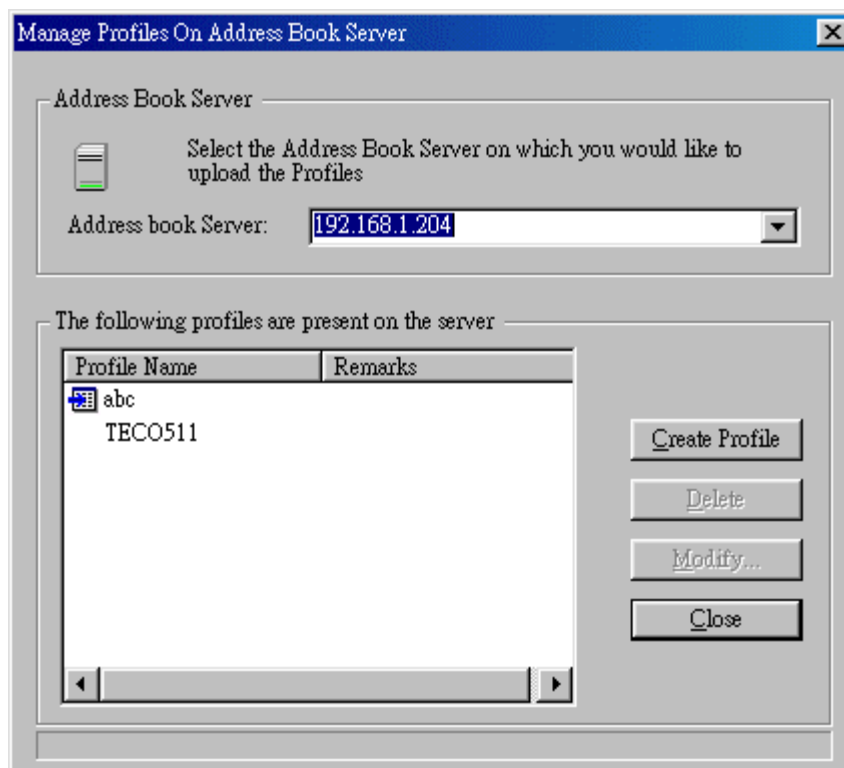 Manage Profiles On Address Book Server
Address Book Server
Select the Address Book Server on which you would like to
upload the Profiles
Address book Server:
192.168.1.204
The following profiles are present on the server
Profile Name
Remarks
abc
TECO511
Create Profile
Delete
Modify...
Close